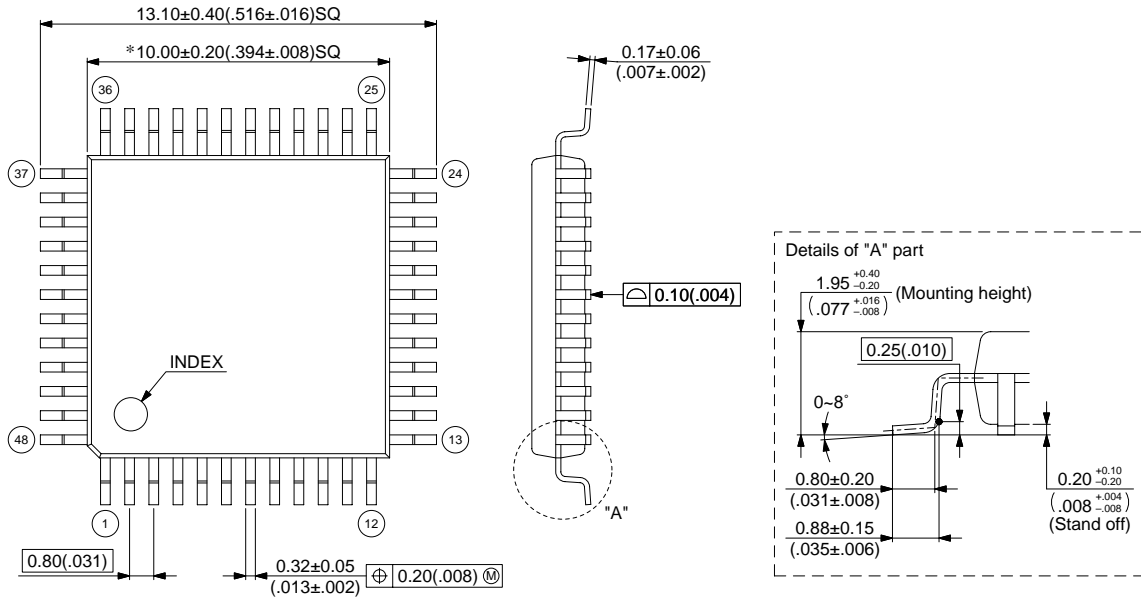 13.10±0.40(.516±.016)SQ
*10.00±0.20(.394±.008)SQ
0.17±0.06
(.007±.002)
36
25
37
24
0.10(.004)
INDEX
48
13
1
12
"A"
0.80(.031)
0.32±0.05
(.013±.002)
⌖ 0.20(.008) Ⓜ
Details of "A" part
1.95 +0.40 −0.20
(.077 +.016 −.008)
(Mounting height)
0.25(.010)
0~8°
0.80±0.20
(.031±.008)
0.88±0.15
(.035±.006)
0.20 +0.10 −0.20
(.008 +.004 −.008)
(Stand off)